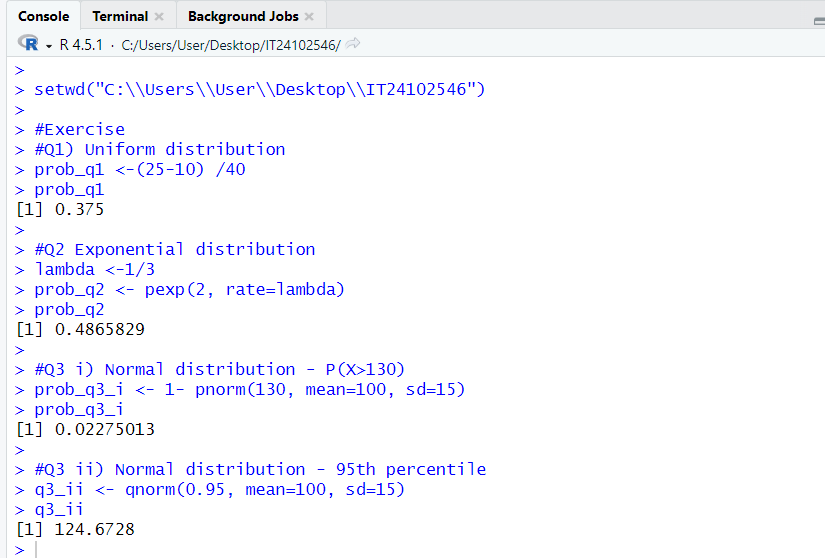 Console Terminal Background Jobs
R R 4.5.1 · C:/Users/User/Desktop/IT24102546/
>
> setwd("C:\\Users\\User\\Desktop\\IT24102546")
>
> #Exercise
> #Q1) Uniform distribution
> prob_q1 <-(25-10) /40
> prob_q1
[1] 0.375
>
> #Q2 Exponential distribution
> lambda <-1/3
> prob_q2 <- pexp(2, rate=lambda)
> prob_q2
[1] 0.4865829
>
> #Q3 i) Normal distribution - P(X>130)
> prob_q3_i <- 1- pnorm(130, mean=100, sd=15)
> prob_q3_i
[1] 0.02275013
>
> #Q3 ii) Normal distribution - 95th percentile
> q3_ii <- qnorm(0.95, mean=100, sd=15)
> q3_ii
[1] 124.6728
>